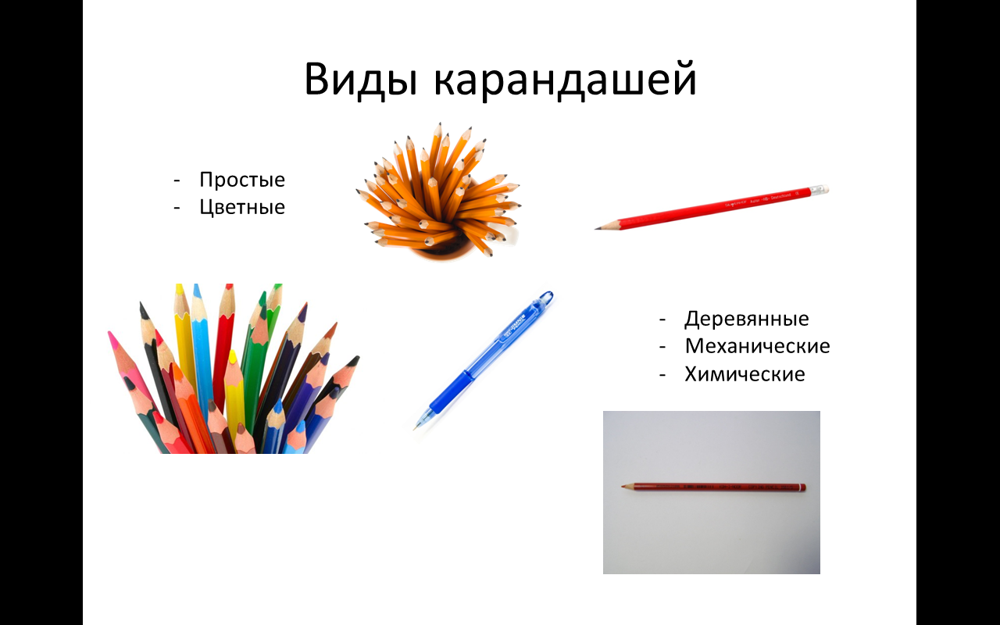 Виды карандашей
- Простые
- Цветные
- Деревянные
- Механические
- Химические